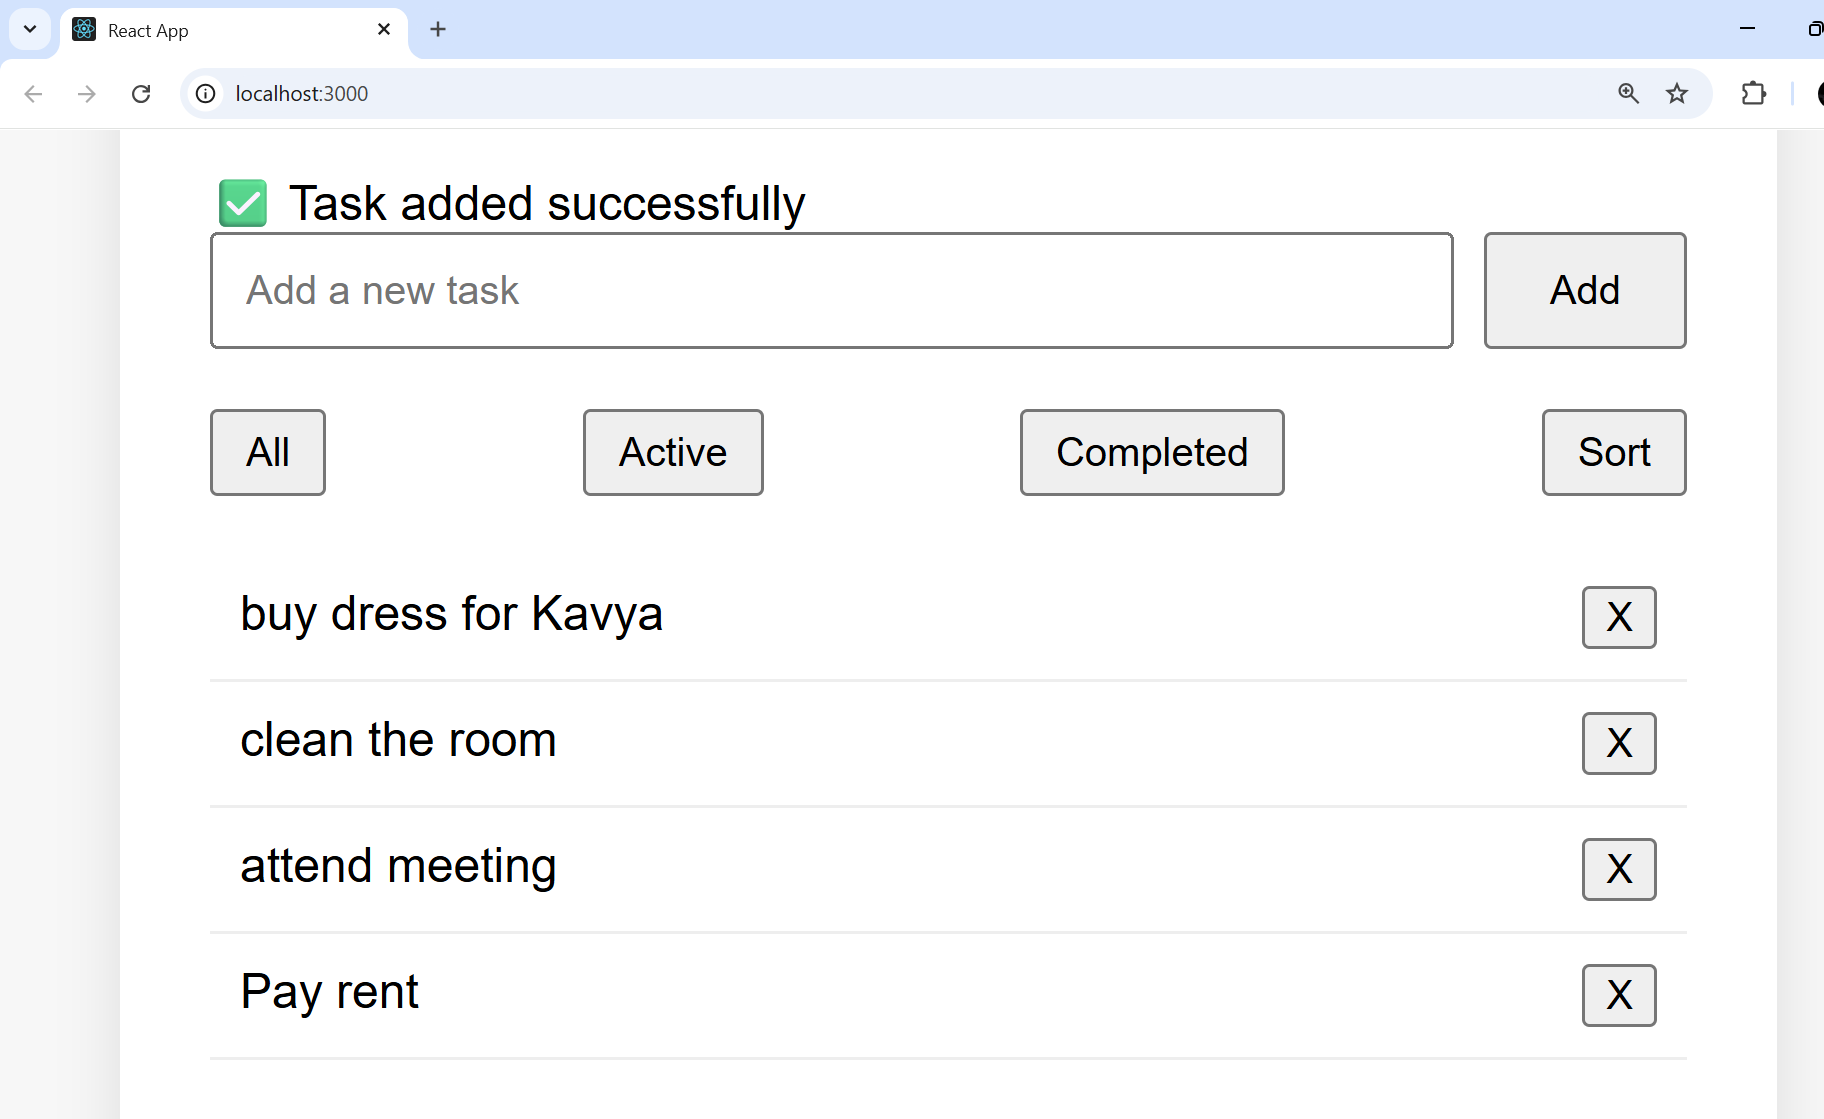 React App
localhost:3000
✅ Task added successfully
Add a new task
Add
All Active Completed Sort
buy dress for Kavya X
clean the room X
attend meeting X
Pay rent X